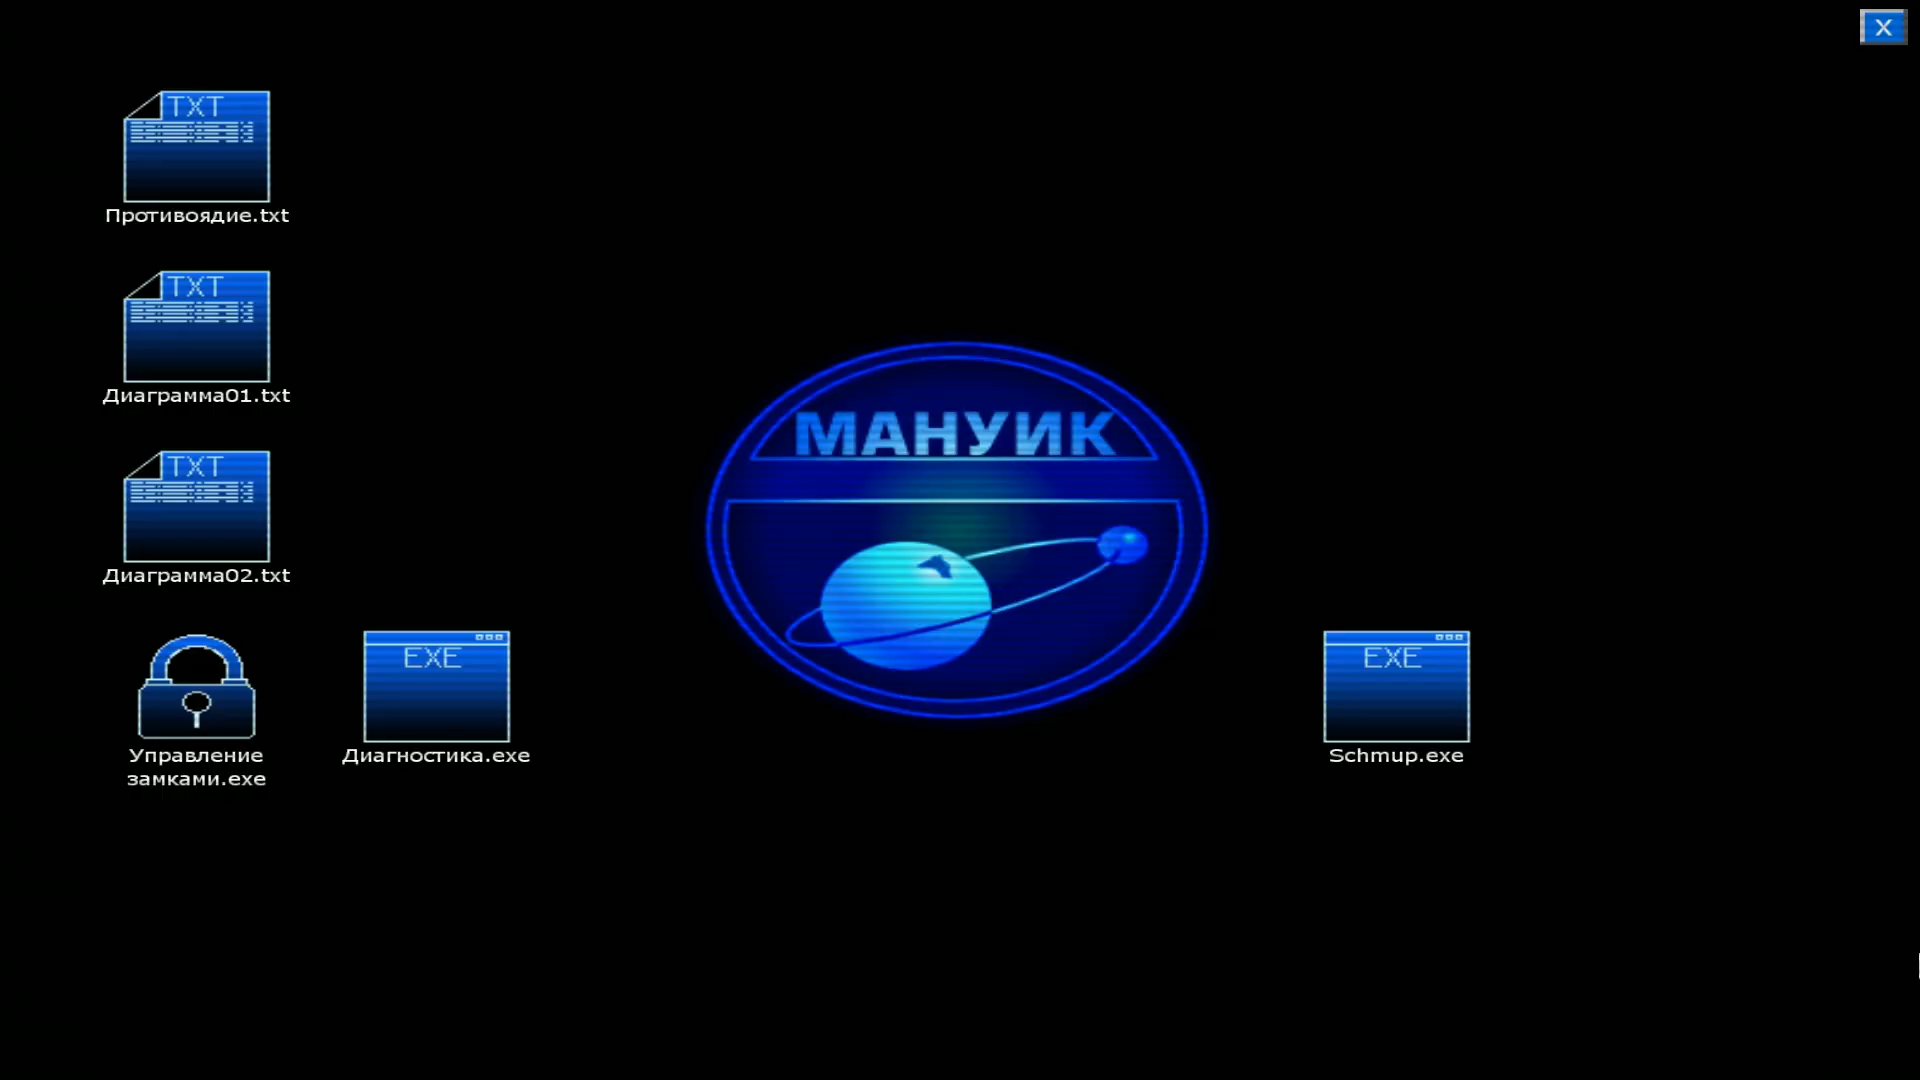 X
TXT
Противоядие.txt
TXT
Диаграмма01.txt
TXT
Диаграмма02.txt
МАНУИК
EXE
EXE
Управление
замками.exe
Диагностика.exe
Schmup.exe